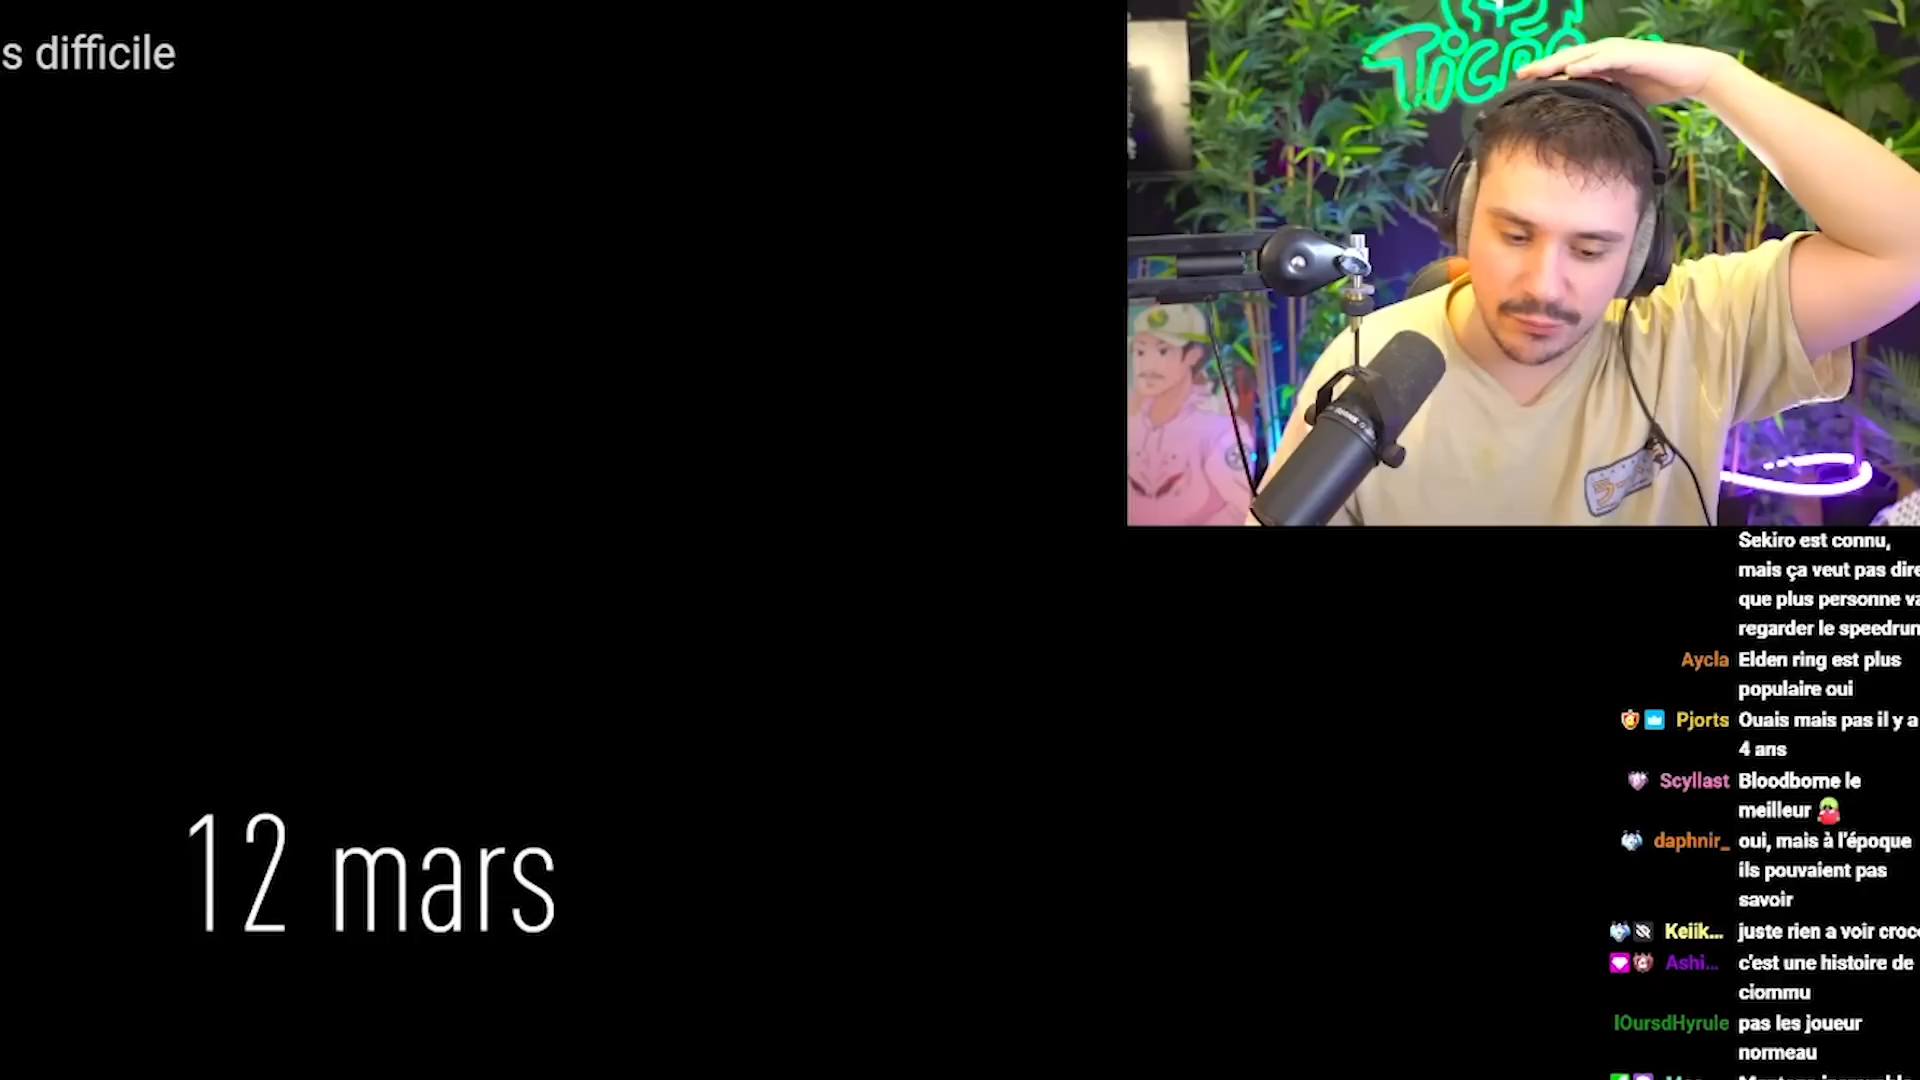 s difficile
12 mars
Sekiro est connu,
mais ça veut pas dire
que plus personne va
regarder le speedrun
Aycla Elden ring est plus
populaire oui
Pjorts Ouais mais pas il y a
4 ans
Scyllast Bloodborne le
meilleur
daphnir_ oui, mais à l'époque
ils pouvaient pas
savoir
Keiik... juste rien a voir croc
Ashi... c'est une histoire de
ciommu
lOursdHyrule pas les joueur
normeau